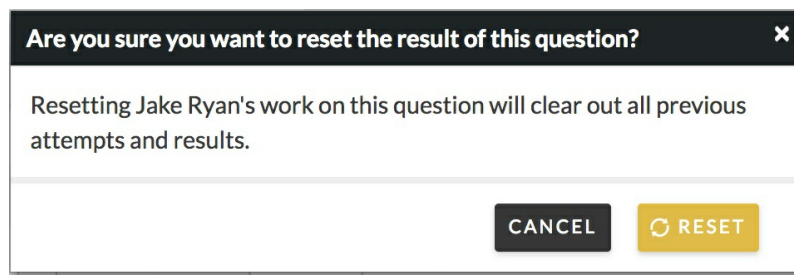 Are you sure you want to reset the result of this question? ×
Resetting Jake Ryan's work on this question will clear out all previous
attempts and results.
CANCEL RESET